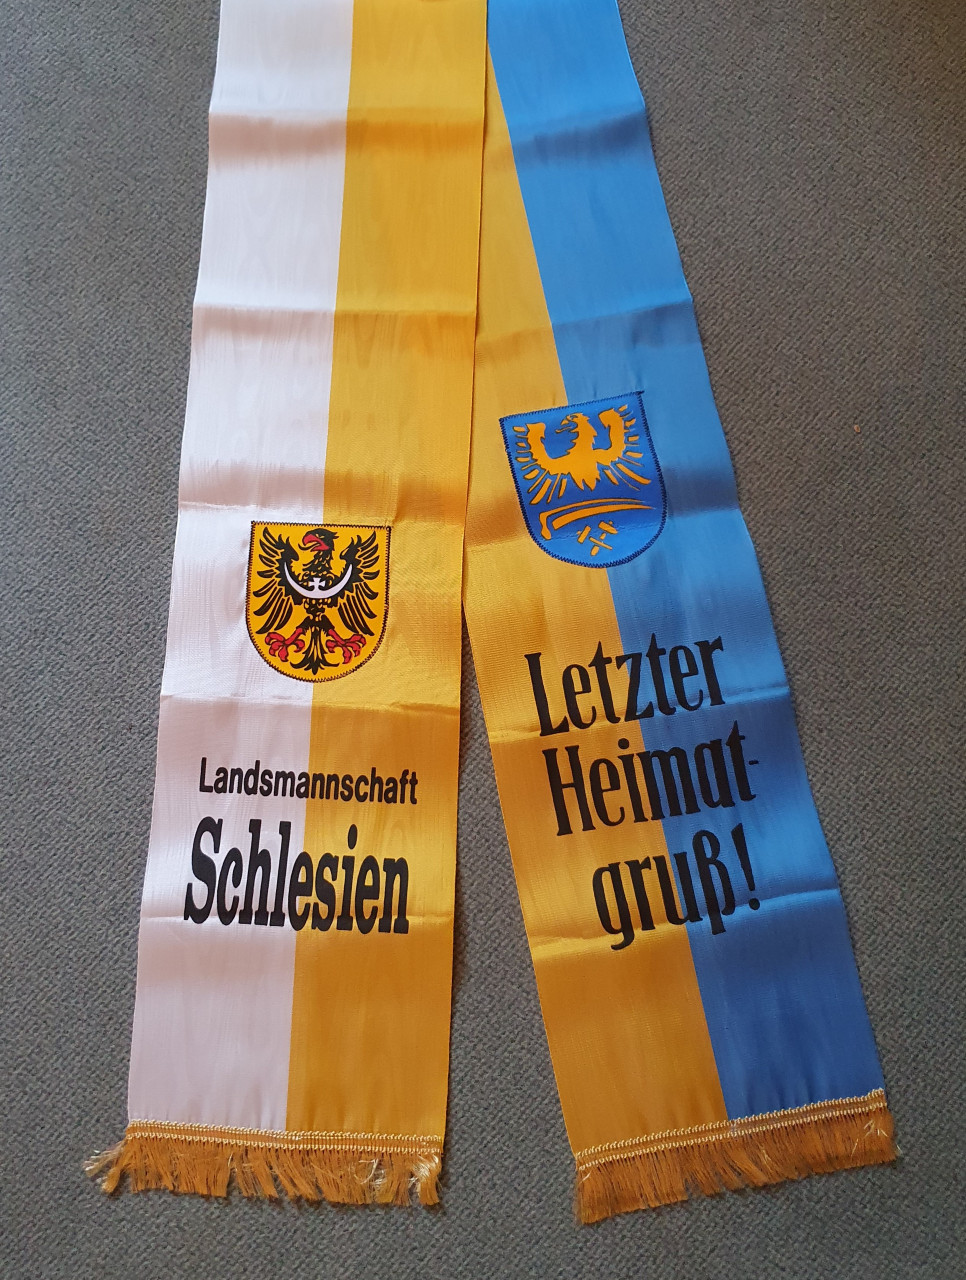 Landsmannschaft
Schlesien
Letzter
Heimat-
gruß!